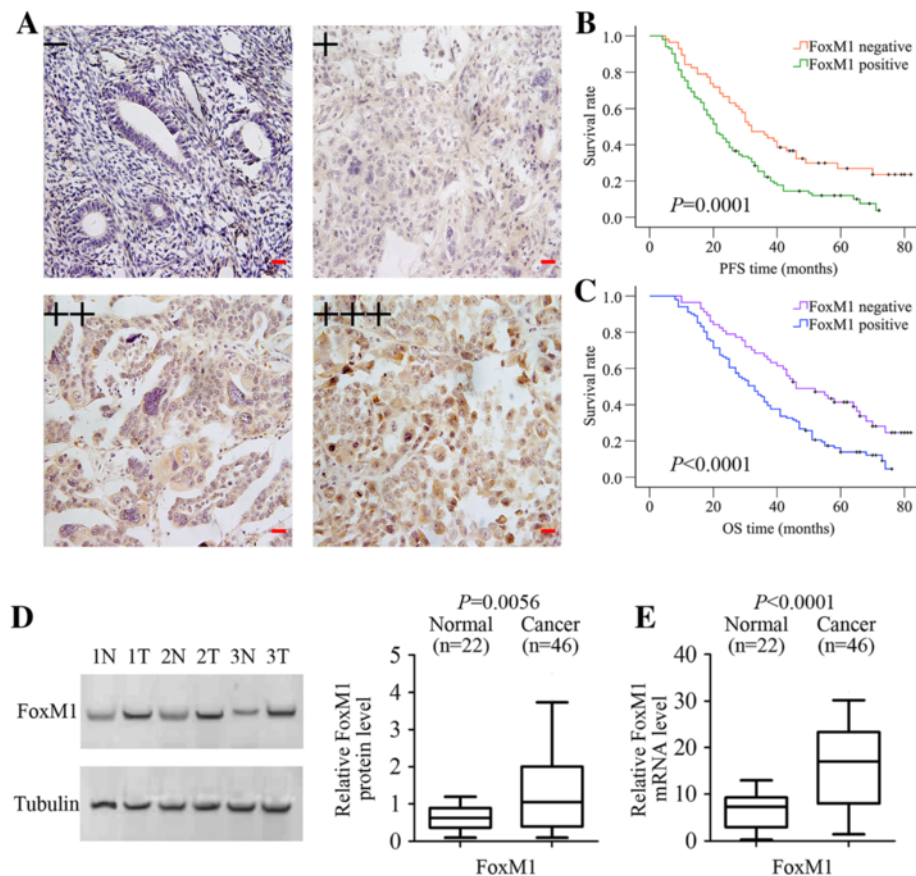 A
−
+
++
+++
B
1.0
0.8
0.6
0.4
0.2
0.0
Survival rate
FoxM1 negative
FoxM1 positive
P=0.0001
0 20 40 60 80
PFS time (months)
C
1.0
0.8
0.6
0.4
0.2
0.0
Survival rate
FoxM1 negative
FoxM1 positive
P<0.0001
0 20 40 60 80
OS time (months)
D
1N 1T 2N 2T 3N 3T
FoxM1
Tubulin
P=0.0056
Normal Cancer
(n=22) (n=46)
Relative FoxM1
protein level
5
4
3
2
1
0
FoxM1
E
P<0.0001
Normal Cancer
(n=22) (n=46)
Relative FoxM1
mRNA level
40
30
20
10
0
FoxM1